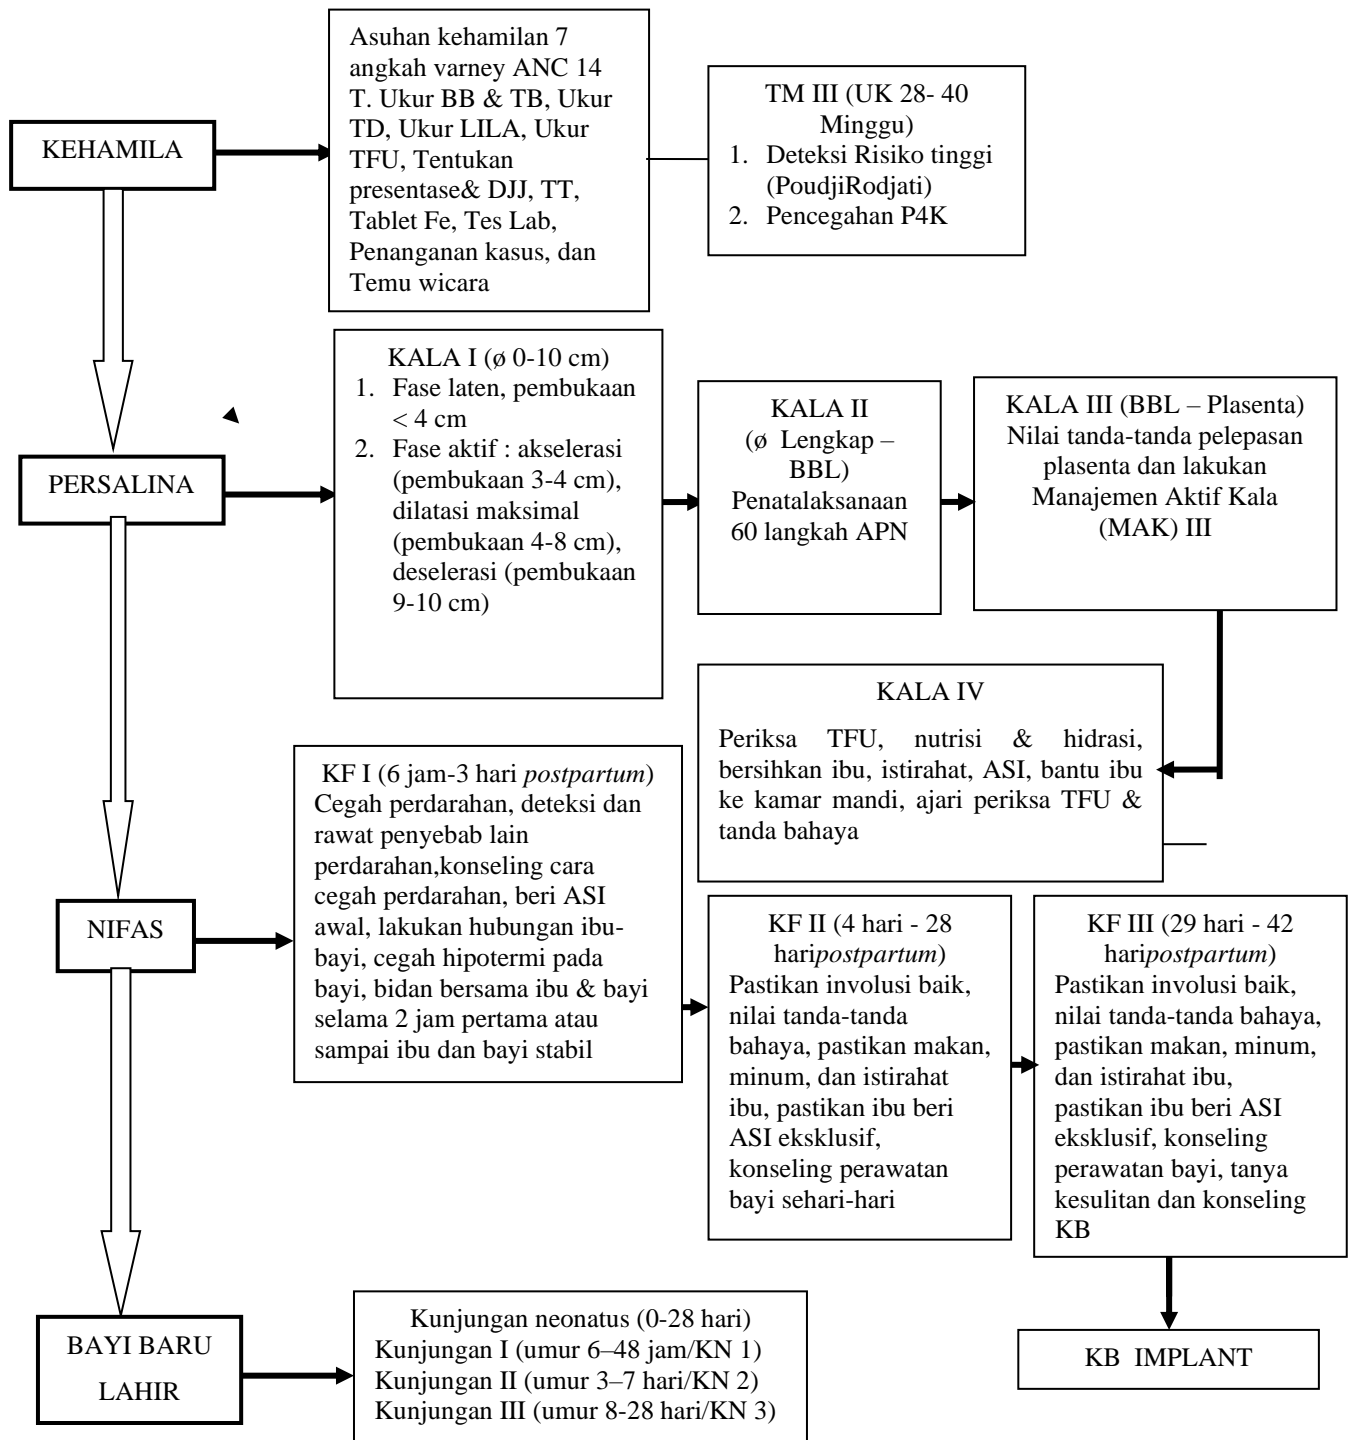 KEHAMILA
Asuhan kehamilan 7
angkah varney ANC 14
T. Ukur BB & TB, Ukur
TD, Ukur LILA, Ukur
TFU, Tentukan
presentase& DJJ, TT,
Tablet Fe, Tes Lab,
Penanganan kasus, dan
Temu wicara
TM III (UK 28- 40
Minggu)
1. Deteksi Risiko tinggi
(PoudjiRodjati)
2. Pencegahan P4K
PERSALINA
KALA I (ø 0-10 cm)
1. Fase laten, pembukaan
< 4 cm
2. Fase aktif : akselerasi
(pembukaan 3-4 cm),
dilatasi maksimal
(pembukaan 4-8 cm),
deselerasi (pembukaan
9-10 cm)
KALA II
(ø Lengkap –
BBL)
Penatalaksanaan
60 langkah APN
KALA III (BBL – Plasenta)
Nilai tanda-tanda pelepasan
plasenta dan lakukan
Manajemen Aktif Kala
(MAK) III
KALA IV
Periksa TFU, nutrisi & hidrasi,
bersihkan ibu, istirahat, ASI, bantu ibu
ke kamar mandi, ajari periksa TFU &
tanda bahaya
NIFAS
KF I (6 jam-3 hari postpartum)
Cegah perdarahan, deteksi dan
rawat penyebab lain
perdarahan,konseling cara
cegah perdarahan, beri ASI
awal, lakukan hubungan ibu-
bayi, cegah hipotermi pada
bayi, bidan bersama ibu & bayi
selama 2 jam pertama atau
sampai ibu dan bayi stabil
KF II (4 hari - 28
haripostpartum)
Pastikan involusi baik,
nilai tanda-tanda
bahaya, pastikan makan,
minum, dan istirahat
ibu, pastikan ibu beri
ASI eksklusif,
konseling perawatan
bayi sehari-hari
KF III (29 hari - 42
haripostpartum)
Pastikan involusi baik,
nilai tanda-tanda bahaya,
pastikan makan, minum,
dan istirahat ibu,
pastikan ibu beri ASI
eksklusif, konseling
perawatan bayi, tanya
kesulitan dan konseling
KB
KB IMPLANT
BAYI BARU
LAHIR
Kunjungan neonatus (0-28 hari)
Kunjungan I (umur 6–48 jam/KN 1)
Kunjungan II (umur 3–7 hari/KN 2)
Kunjungan III (umur 8-28 hari/KN 3)